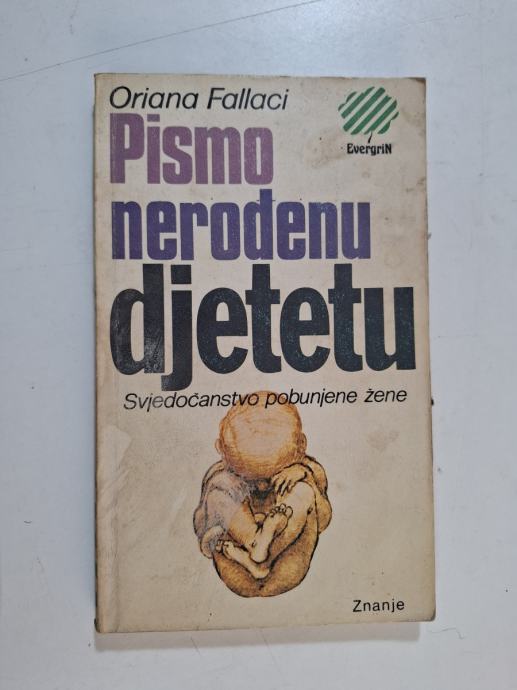 Oriana Fallaci
EvergriN
Pismo
nerođenu
djetetu
Svjedočanstvo pobunjene žene
Znanje